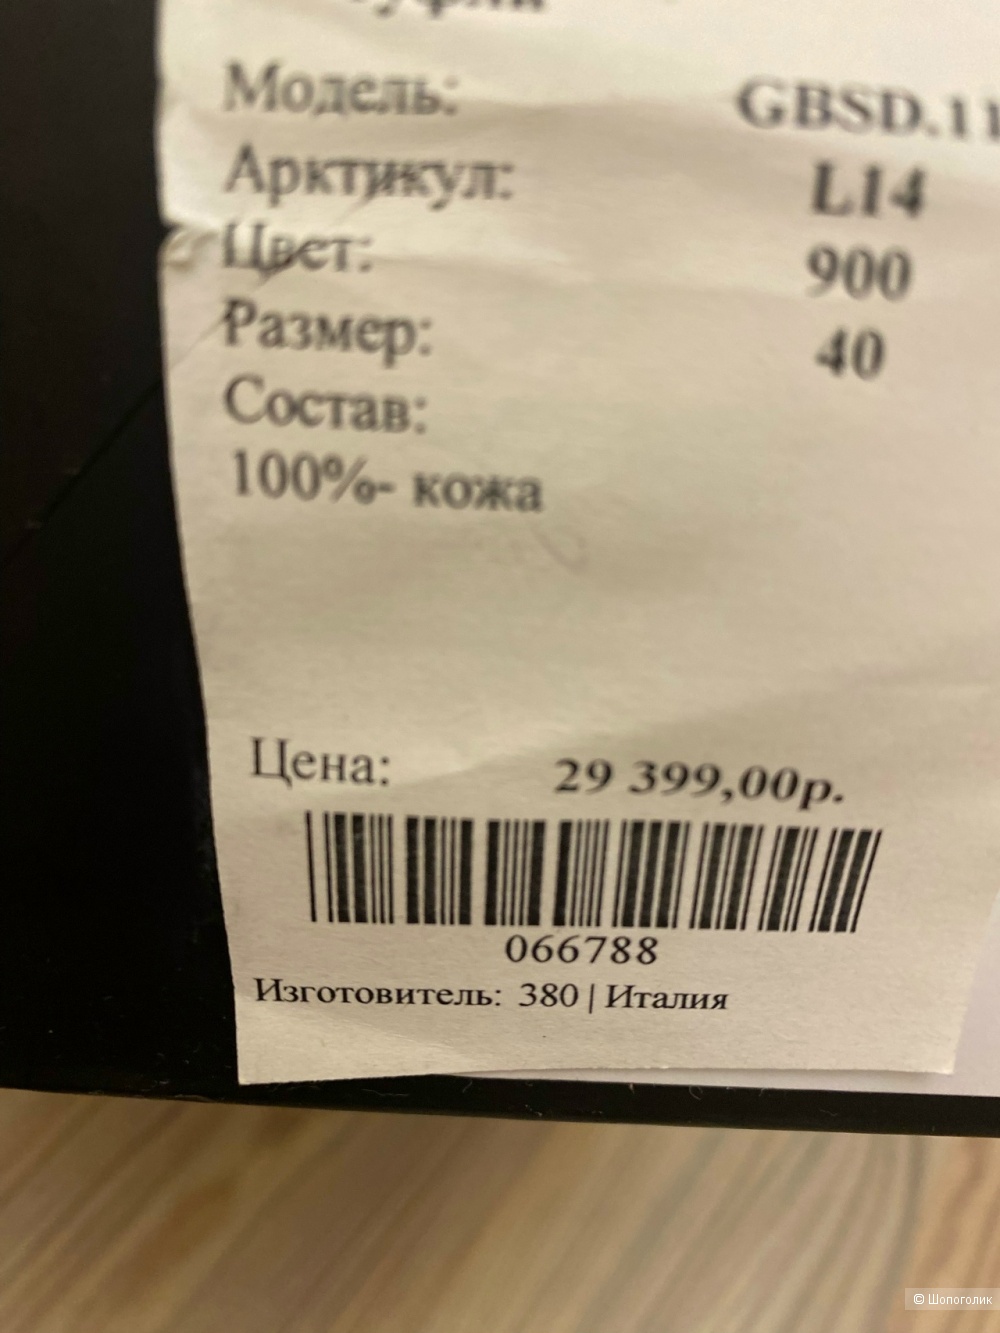 Модель: GBSD.11
Арктикул: L14
Цвет: 900
Размер: 40
Состав:
100%- кожа
Цена: 29 399,00р.
066788
Изготовитель: 380 | Италия
© Шопоголик